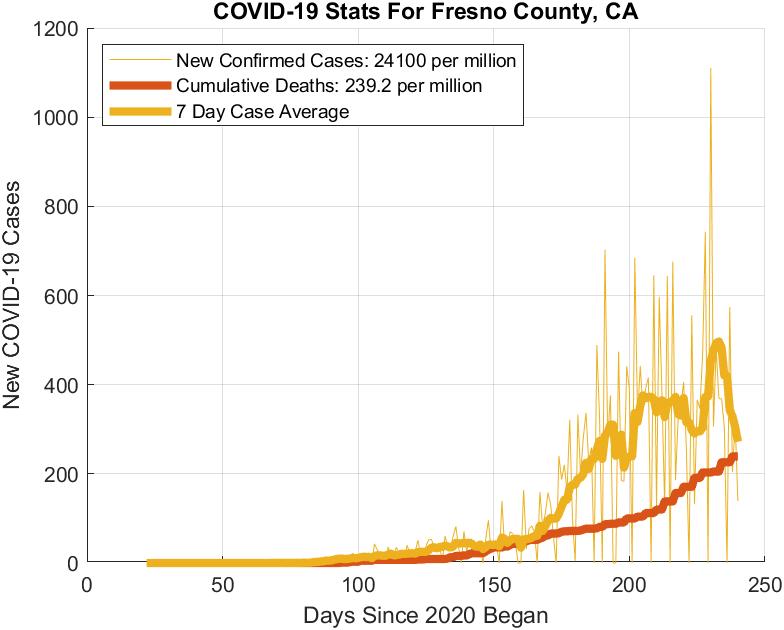 COVID-19 Stats For Fresno County, CA
1200
1000
800
600
400
200
0
New COVID-19 Cases
New Confirmed Cases: 24100 per million
Cumulative Deaths: 239.2 per million
7 Day Case Average
0 50 100 150 200 250
Days Since 2020 Began